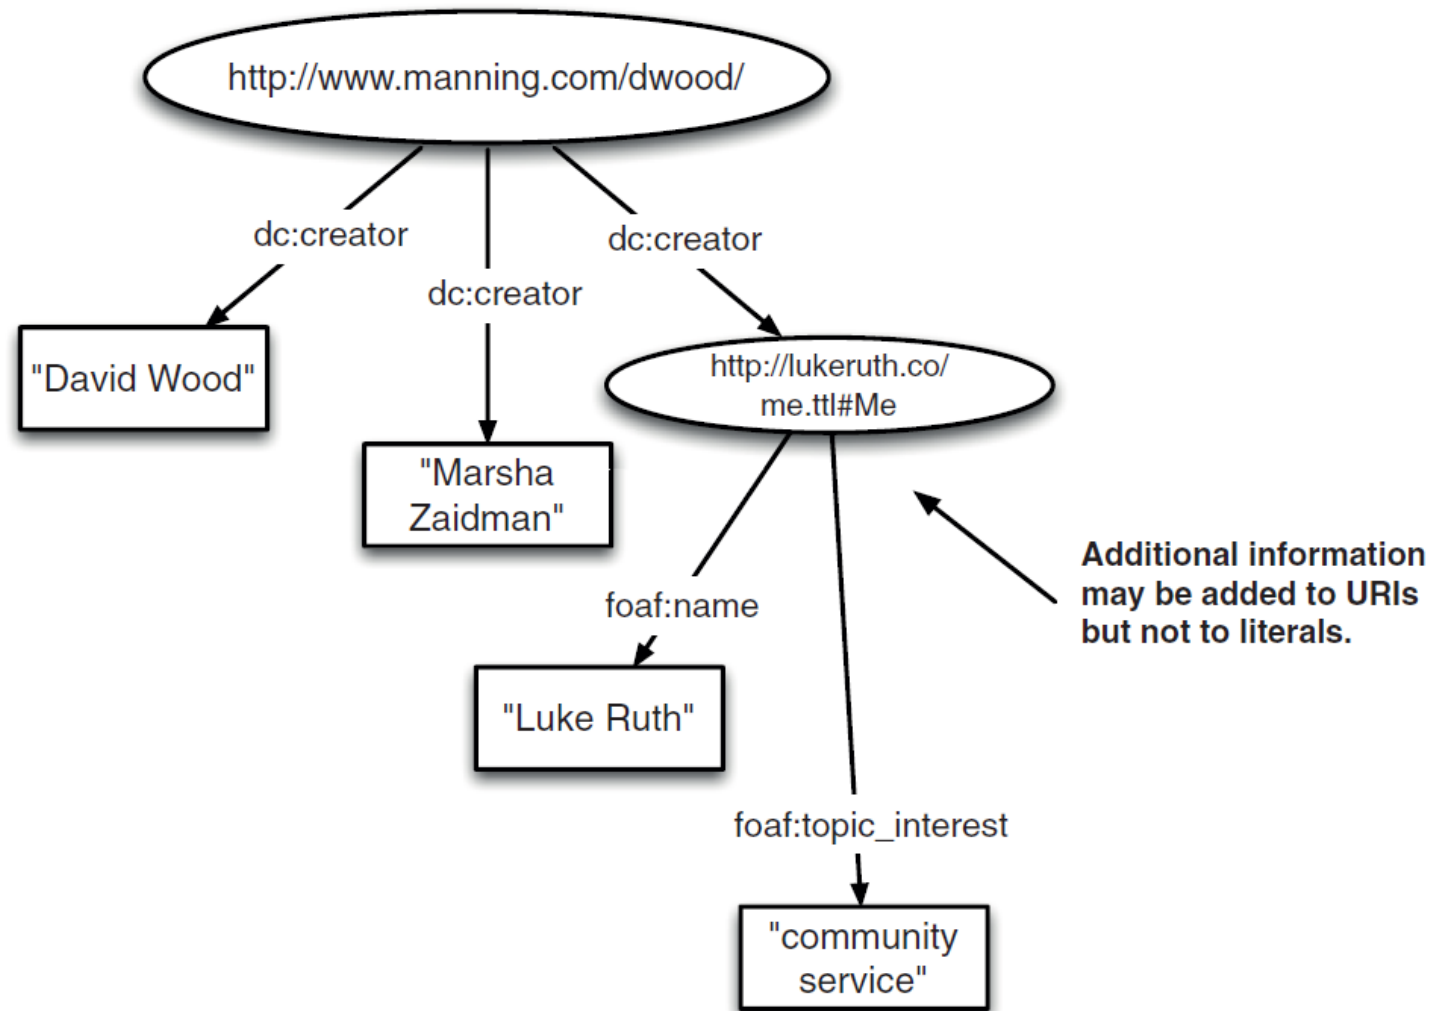 http://www.manning.com/dwood/
dc:creator
dc:creator
dc:creator
"David Wood"
"Marsha
Zaidman"
http://lukeruth.co/
me.ttl#Me
Additional information
may be added to URIs
but not to literals.
foaf:name
"Luke Ruth"
foaf:topic_interest
"community
service"